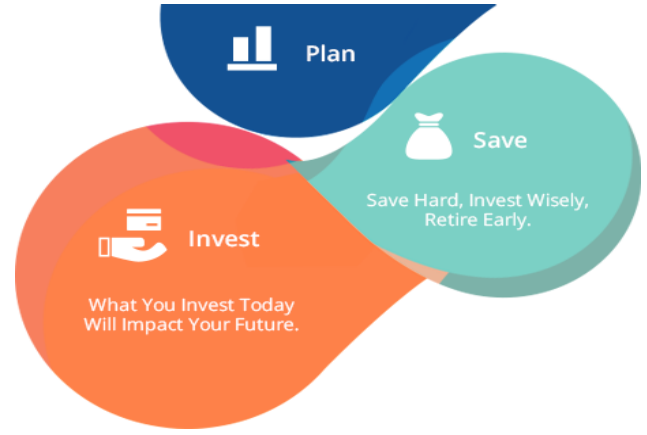 Plan
Save
Save Hard, Invest Wisely,
Retire Early.
Invest
What You Invest Today
Will Impact Your Future.